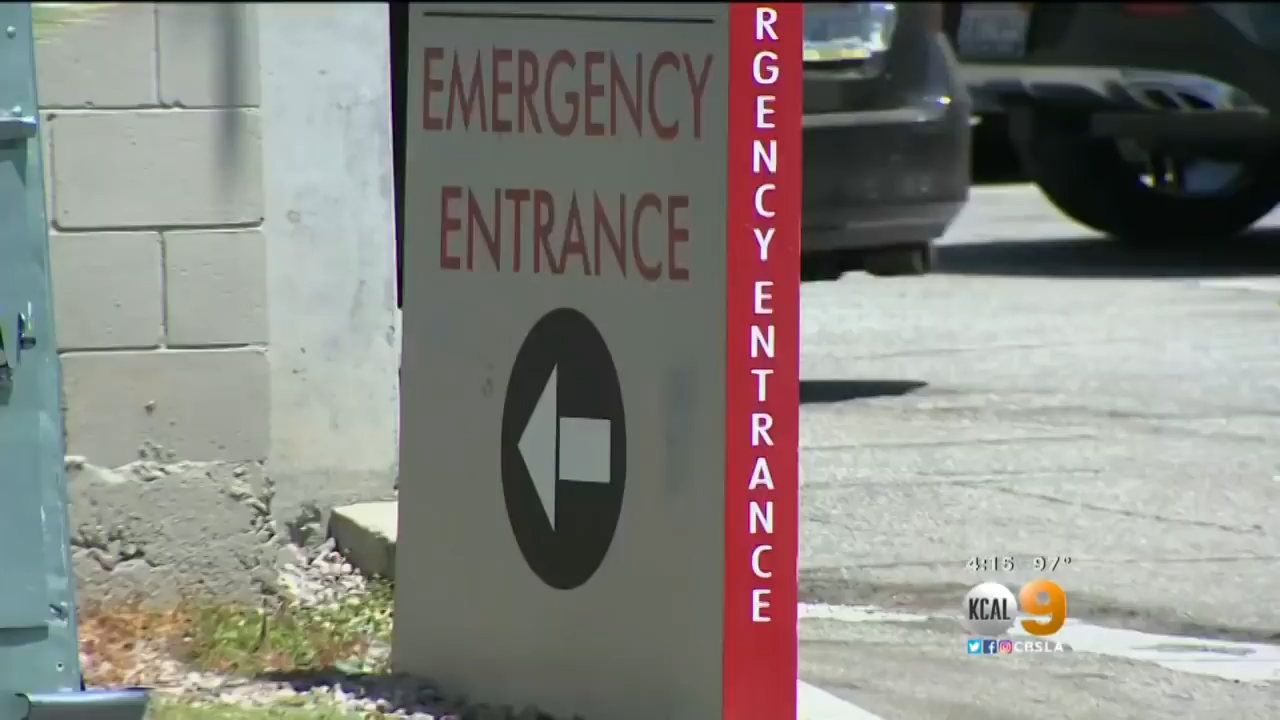 EMERGENCY
ENTRANCE
RGENCY ENTRANCE
4:15 97°
KCAL 9
CBSLA